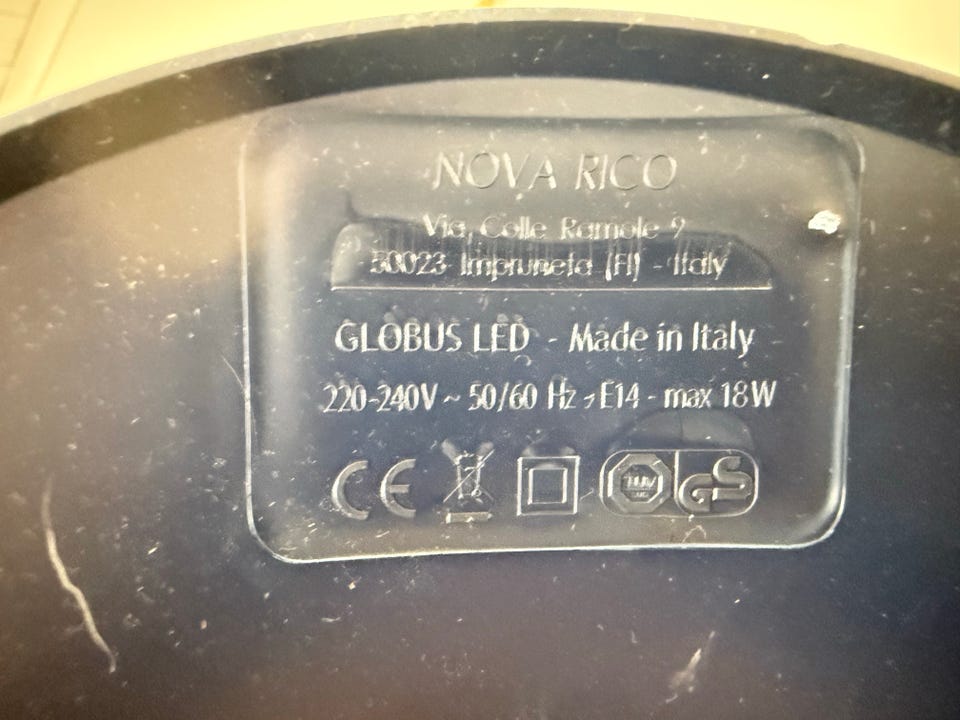 NOVA RICO
Via, Colle Ramole 9
50023 Impruneta (FI) - Italy
GLOBUS LED - Made in Italy
220-240V ~ 50/60 Hz - E14 - max 18W
CE TÜV GS